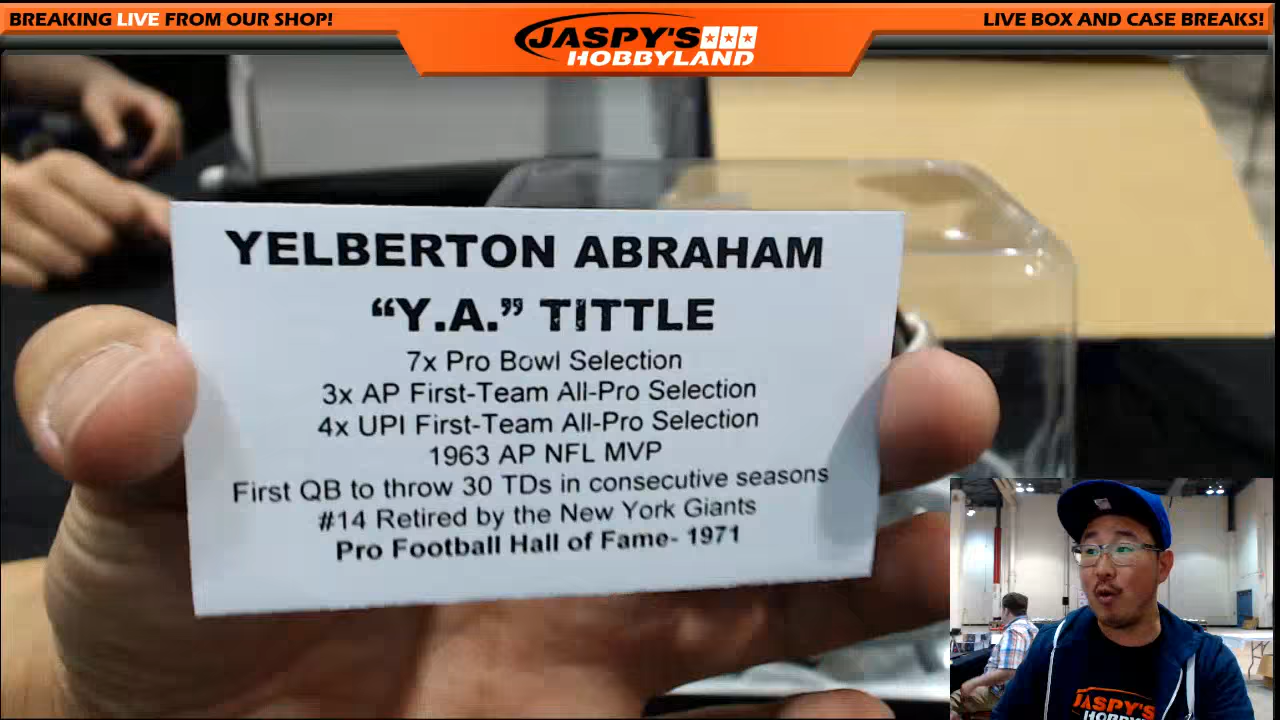 BREAKING LIVE FROM OUR SHOP!
JASPY'S
HOBBYLAND
LIVE BOX AND CASE BREAKS!
YELBERTON ABRAHAM
“Y.A.” TITTLE
7x Pro Bowl Selection
3x AP First-Team All-Pro Selection
4x UPI First-Team All-Pro Selection
1963 AP NFL MVP
First QB to throw 30 TDs in consecutive seasons
#14 Retired by the New York Giants
Pro Football Hall of Fame- 1971
JASPY'S
HOBBYLAND